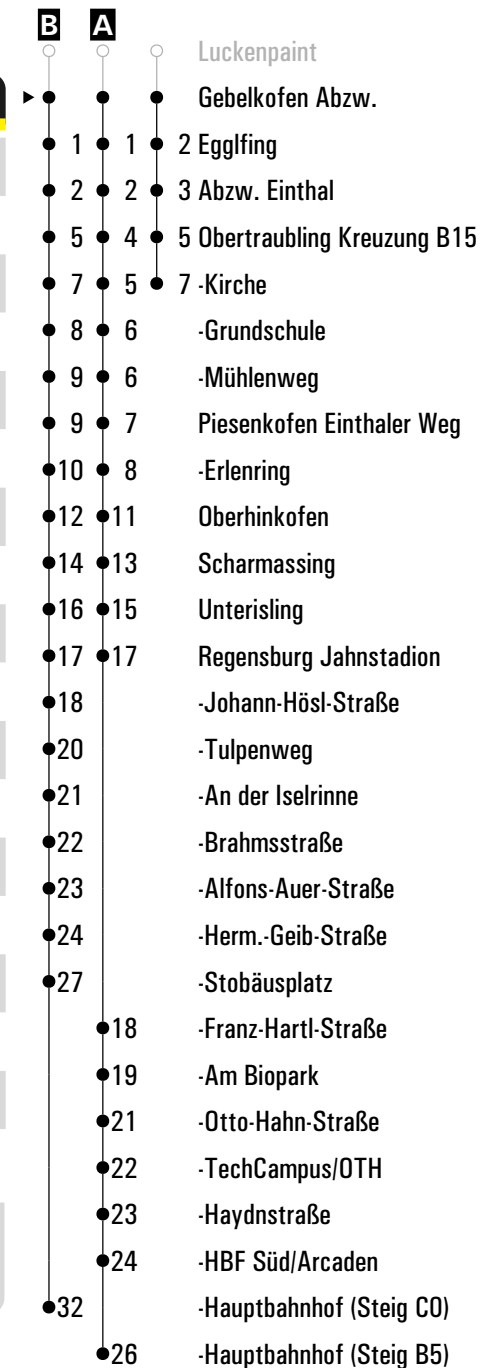 B A
Luckenpaint
Gebelkofen Abzw.
1 1 2 Egglfing
2 2 3 Abzw. Einthal
5 4 5 Obertraubling Kreuzung B15
7 5 7 -Kirche
8 6 -Grundschule
9 6 -Mühlenweg
9 7 Piesenkofen Einthaler Weg
10 8 -Erlenring
12 11 Oberhinkofen
14 13 Scharmassing
16 15 Unterisling
17 17 Regensburg Jahnstadion
18 -Johann-Hösl-Straße
20 -Tulpenweg
21 -An der Iselrinne
22 -Brahmsstraße
23 -Alfons-Auer-Straße
24 -Herm.-Geib-Straße
27 -Stobäusplatz
18 -Franz-Hartl-Straße
19 -Am Biopark
21 -Otto-Hahn-Straße
22 -TechCampus/OTH
23 -Haydnstraße
24 -HBF Süd/Arcaden
32 -Hauptbahnhof (Steig C0)
26 -Hauptbahnhof (Steig B5)